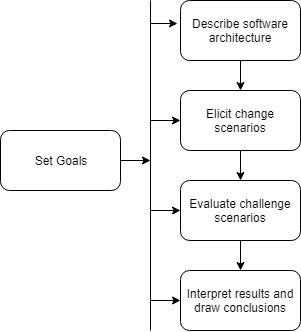 Describe software
architecture
Elicit change
scenarios
Set Goals
Evaluate challenge
scenarios
Interpret results and
draw conclusions